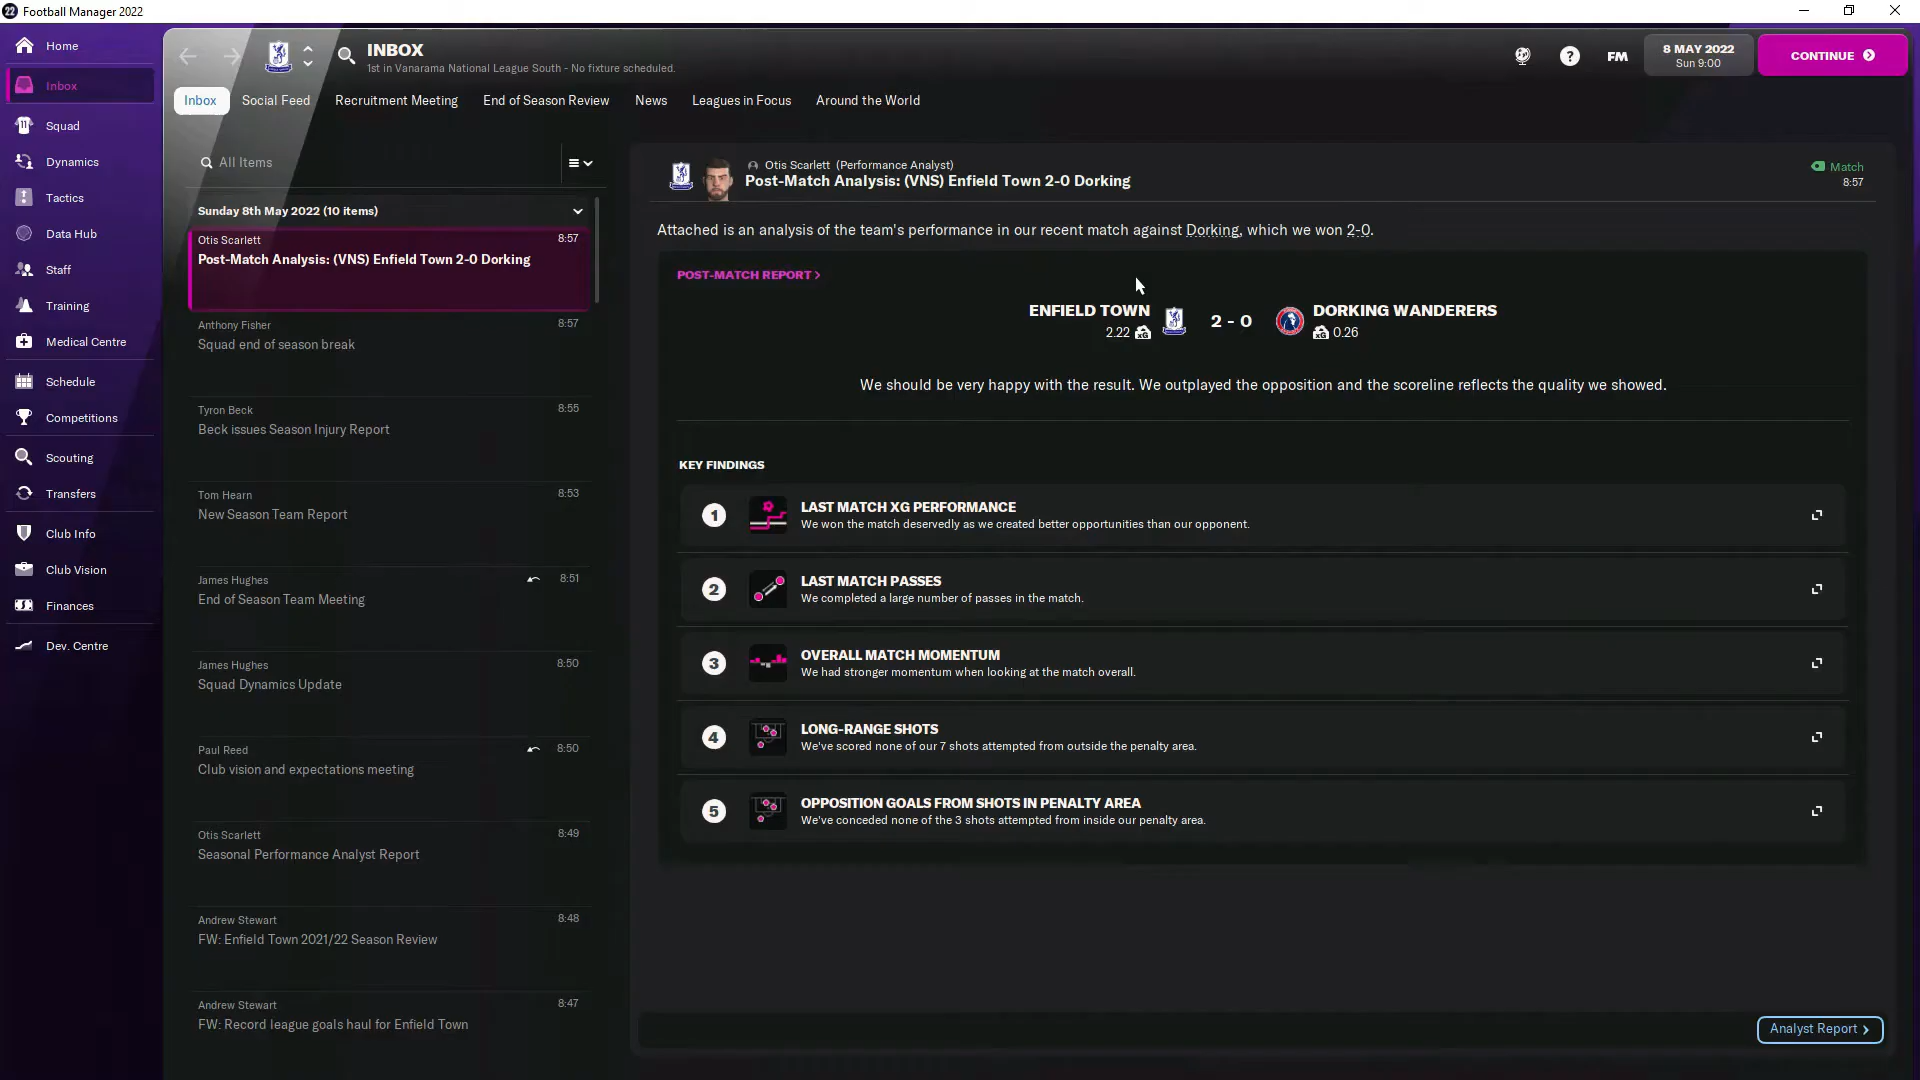 22 Football Manager 2022
Home
Inbox
Squad
Dynamics
Tactics
Data Hub
Staff
Training
Medical Centre
Schedule
Competitions
Scouting
Transfers
Club Info
Club Vision
Finances
Dev. Centre
INBOX
1st in Vanarama National League South - No fixture scheduled.
? FM
8 MAY 2022
Sun 9:00
CONTINUE
Inbox Social Feed Recruitment Meeting End of Season Review News Leagues in Focus Around the World
All Items
Sunday 8th May 2022 (10 items)
Otis Scarlett 8:57
Post-Match Analysis: (VNS) Enfield Town 2-0 Dorking
Anthony Fisher 8:57
Squad end of season break
Tyron Beck 8:55
Beck issues Season Injury Report
Tom Hearn 8:53
New Season Team Report
James Hughes 8:51
End of Season Team Meeting
James Hughes 8:50
Squad Dynamics Update
Paul Reed 8:50
Club vision and expectations meeting
Otis Scarlett 8:49
Seasonal Performance Analyst Report
Andrew Stewart 8:48
FW: Enfield Town 2021/22 Season Review
Andrew Stewart 8:47
FW: Record league goals haul for Enfield Town
Otis Scarlett (Performance Analyst)
Post-Match Analysis: (VNS) Enfield Town 2-0 Dorking
Match
8:57
Attached is an analysis of the team's performance in our recent match against Dorking, which we won 2-0.
POST-MATCH REPORT >
ENFIELD TOWN 2 - 0 DORKING WANDERERS
2.22 xG xG 0.26
We should be very happy with the result. We outplayed the opposition and the scoreline reflects the quality we showed.
KEY FINDINGS
1 LAST MATCH XG PERFORMANCE
We won the match deservedly as we created better opportunities than our opponent.
2 LAST MATCH PASSES
We completed a large number of passes in the match.
3 OVERALL MATCH MOMENTUM
We had stronger momentum when looking at the match overall.
4 LONG-RANGE SHOTS
We've scored none of our 7 shots attempted from outside the penalty area.
5 OPPOSITION GOALS FROM SHOTS IN PENALTY AREA
We've conceded none of the 3 shots attempted from inside our penalty area.
Analyst Report >